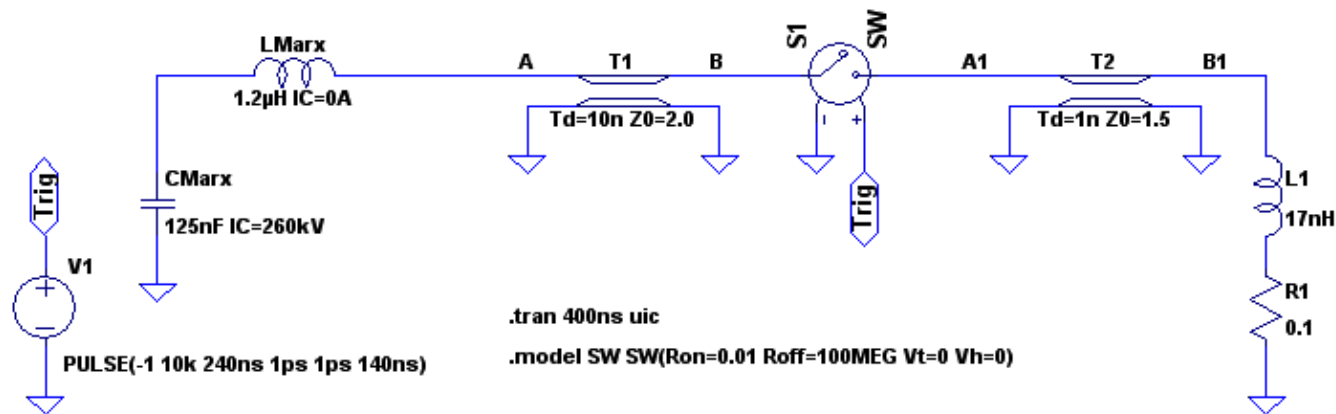 LMarx
1.2µH IC=0A
A
T1
B
Td=10n Z0=2.0
S1
SW
A1
T2
B1
Td=1n Z0=1.5
Trig
CMarx
125nF IC=260kV
Trig
L1
17nH
V1
R1
0.1
PULSE(-1 10k 240ns 1ps 1ps 140ns)
.tran 400ns uic
.model SW SW(Ron=0.01 Roff=100MEG Vt=0 Vh=0)